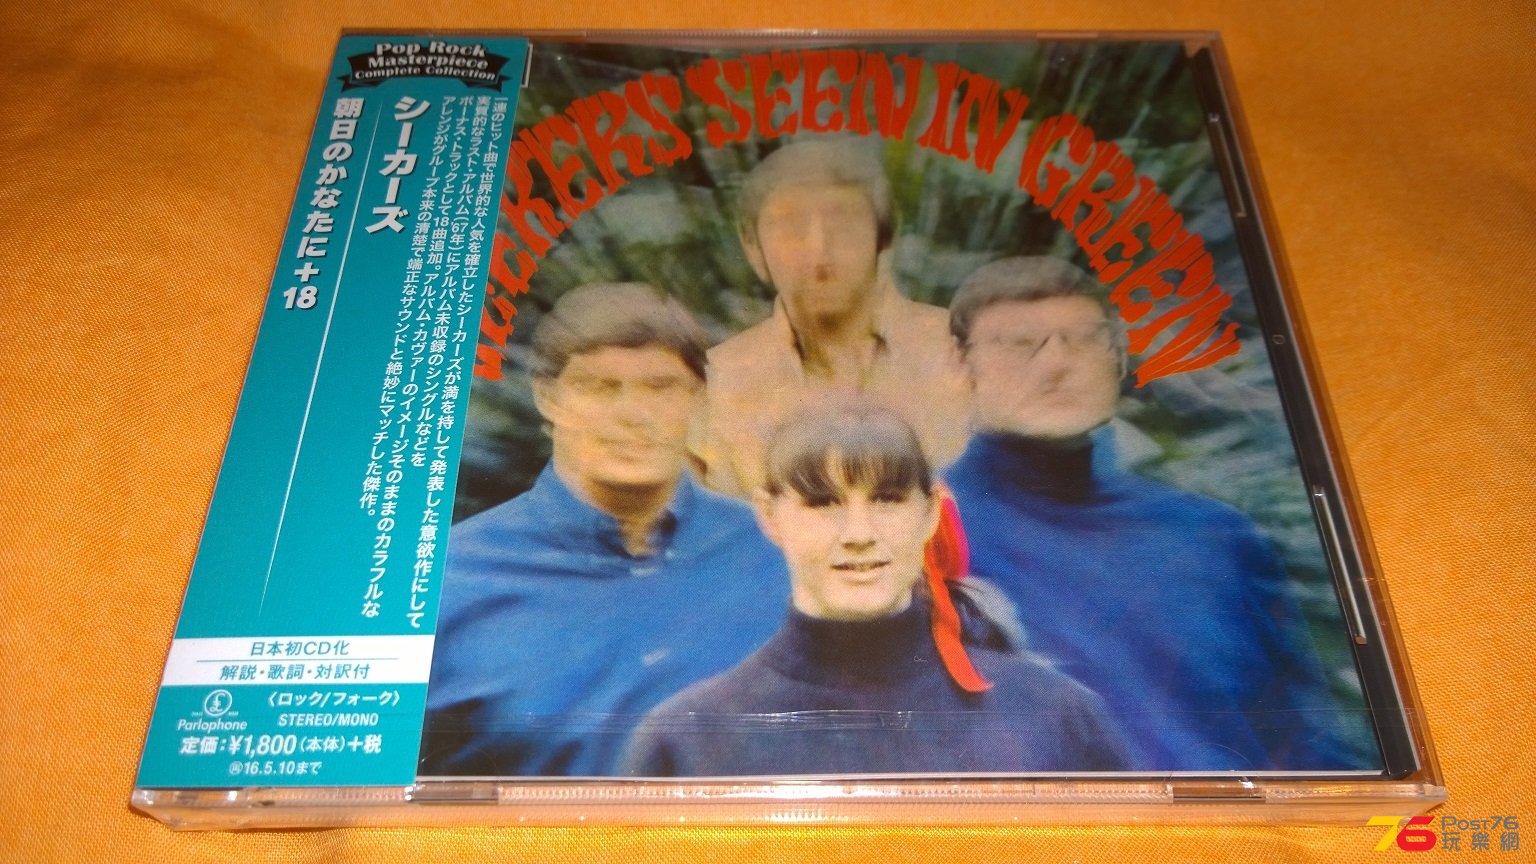 Pop Rock
Masterpiece
Complete Collection
シーカーズ
朝日のかなたに+18
一連のヒット曲で世界的な人気を確立したシーカーズが満を持して発表した意欲作にして
実質的なラスト・アルバム('67年)にアルバム未収録のシングルなどを
ボーナス・トラックとして18曲追加。アルバム・カヴァーのイメージそのままのカラフルな
アレンジがグループ本来の清楚で端正なサウンドと絶妙にマッチした傑作。
日本初CD化
解説・歌詞・対訳付
〈ロック/フォーク〉
Parlophone
STEREO/MONO
定価:¥1,800(本体)+税
㋐16.5.10まで
SEEKERS SEEN IN GREEN
76 POST76
玩樂網